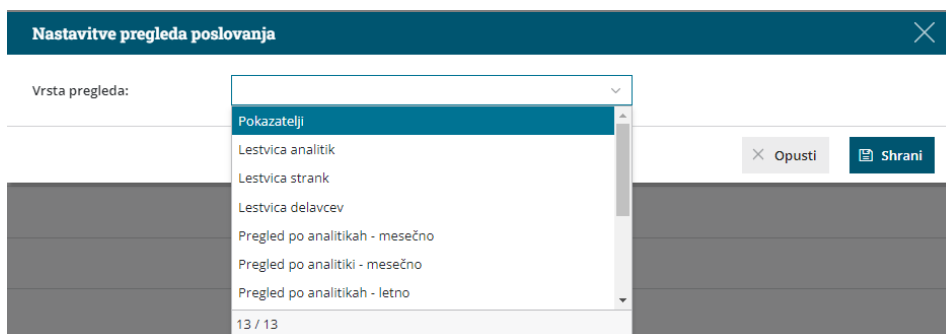 Nastavitve pregleda poslovanja
Vrsta pregleda:
Pokazatelji
Lestvica analitik
Lestvica strank
Lestvica delavcev
Pregled po analitikah - mesečno
Pregled po analitiki - mesečno
Pregled po analitikah - letno
13 / 13
Opusti
Shrani